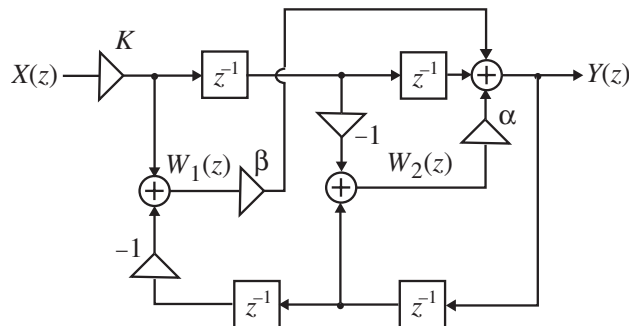 K
X(z) z⁻¹ z⁻¹ Y(z)
–1 α
W₁(z) β W₂(z)
–1
z⁻¹ z⁻¹